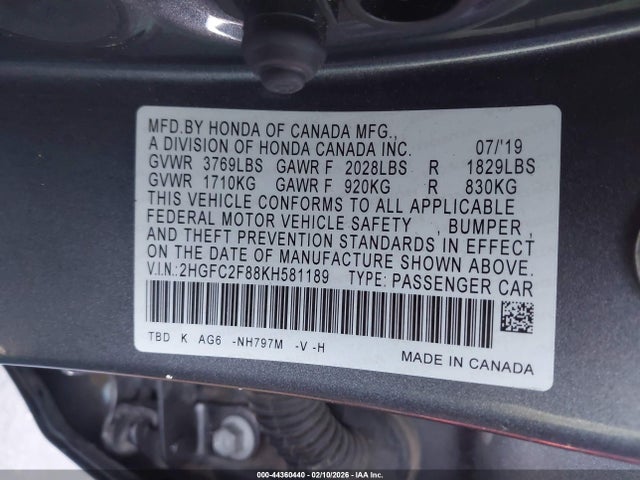 MFD.BY HONDA OF CANADA MFG.,
A DIVISION OF HONDA CANADA INC. 07/'19
GVWR 3769LBS GAWR F 2028LBS R 1829LBS
GVWR 1710KG GAWR F 920KG R 830KG
THIS VEHICLE CONFORMS TO ALL APPLICABLE
FEDERAL MOTOR VEHICLE SAFETY , BUMPER ,
AND THEFT PREVENTION STANDARDS IN EFFECT
ON THE DATE OF MANUFACTURE SHOWN ABOVE.
V.I.N.:2HGFC2F88KH581189 TYPE: PASSENGER CAR
TBD K AG6 -NH797M -V -H
MADE IN CANADA
000-44360440 - 02/10/2026 - IAA Inc.